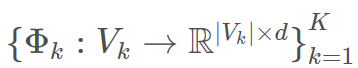 {Φ_k : V_k → ℝ^{|V_k|×d}}_{k=1}^K